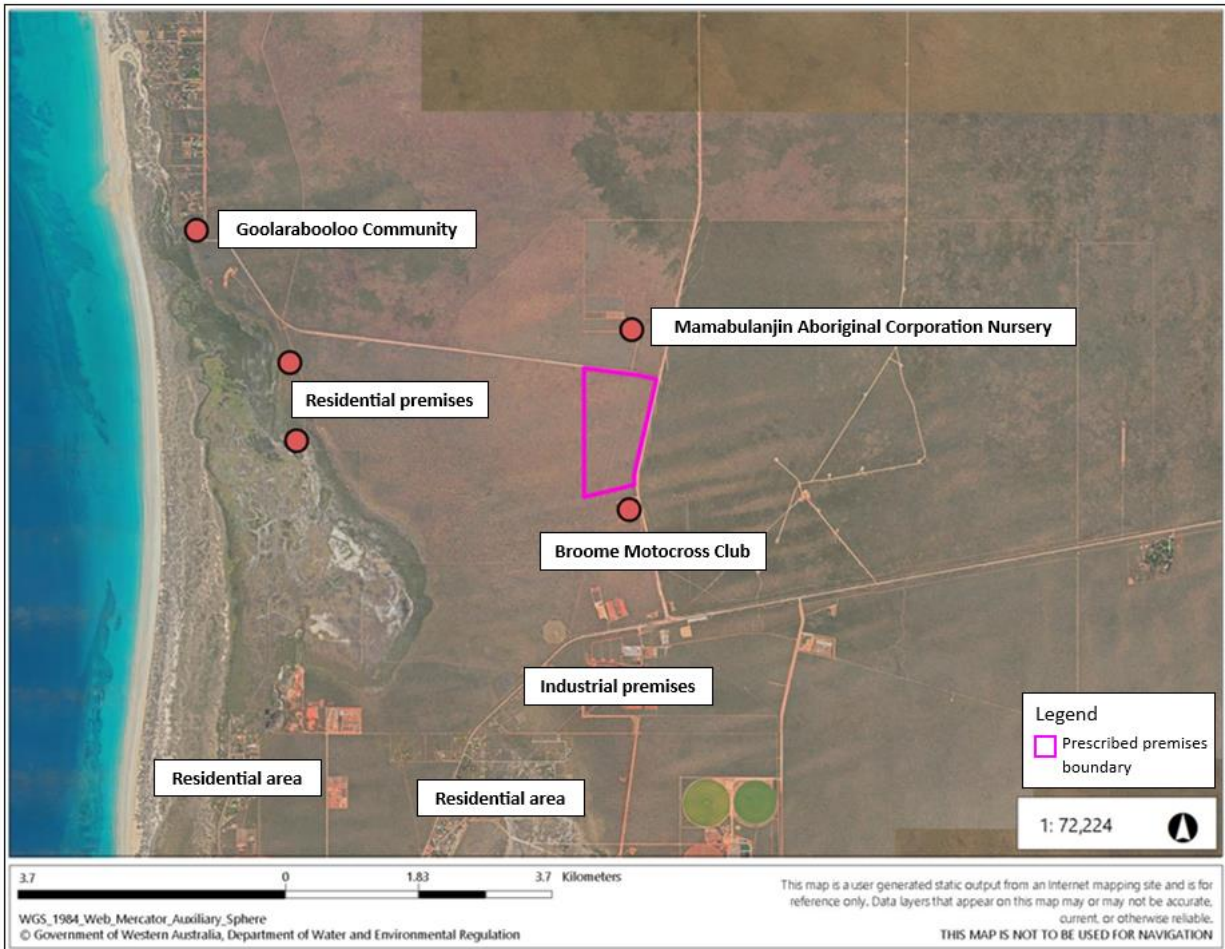 Goolarabooloo Community
Mamabulanjin Aboriginal Corporation Nursery
Residential premises
Broome Motocross Club
Industrial premises
Residential area
Residential area
Legend
Prescribed premises
boundary
1: 72,224
3.7 0 1.83 3.7 Kilometers
WGS_1984_Web_Mercator_Auxiliary_Sphere
© Government of Western Australia, Department of Water and Environmental Regulation
This map is a user generated static output from an Internet mapping site and is for
reference only. Data layers that appear on this map may or may not be accurate,
current, or otherwise reliable.
THIS MAP IS NOT TO BE USED FOR NAVIGATION